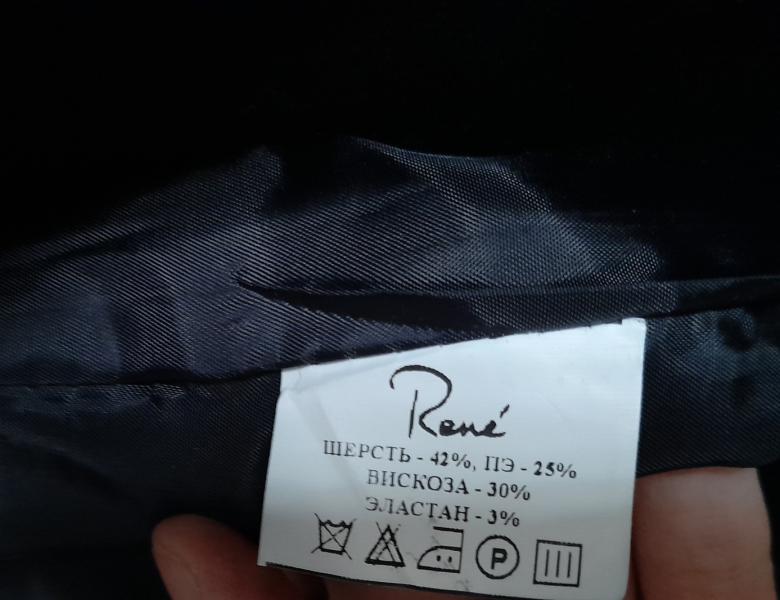 René
ШЕРСТЬ - 42%, ПЭ - 25%
ВИСКОЗА - 30%
ЭЛАСТАН - 3%
P